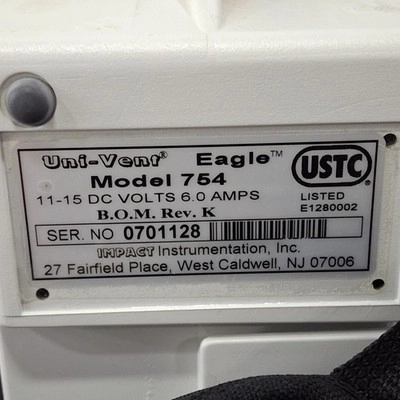 Uni-Vent® Eagle™
Model 754
11-15 DC VOLTS 6.0 AMPS
B.O.M. Rev. K
SER. NO 0701128
IMPACT Instrumentation, Inc.
27 Fairfield Place, West Caldwell, NJ 07006
USTC
LISTED
E1280002